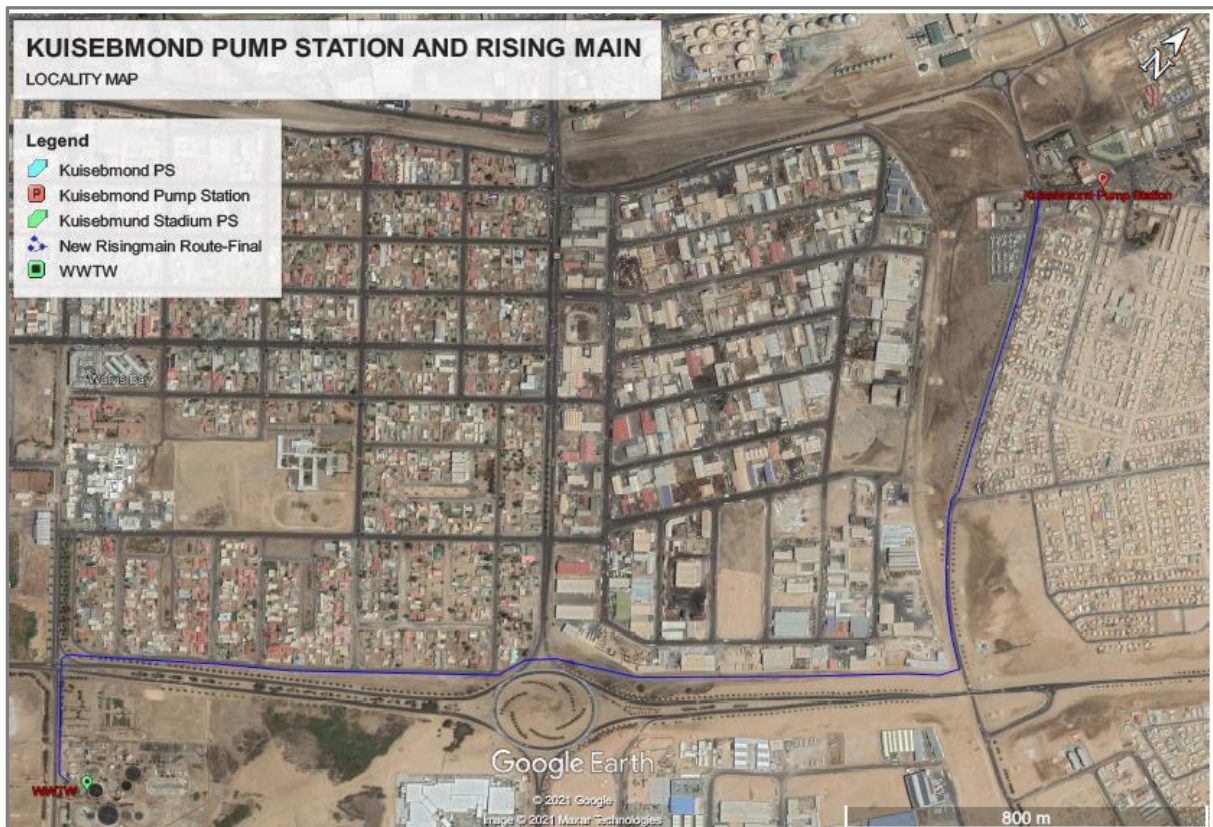 KUISEBMOND PUMP STATION AND RISING MAIN
LOCALITY MAP
N
Legend
Kuisebmond PS
P
Kuisebmond Pump Station
Kuisebmund Stadium PS
New Risingmain Route-Final
WWTW
Kuisebmond Pump Station
Walvis Bay
WWTW
Google Earth
© 2021 Google
Image © 2021 Maxar Technologies
800 m